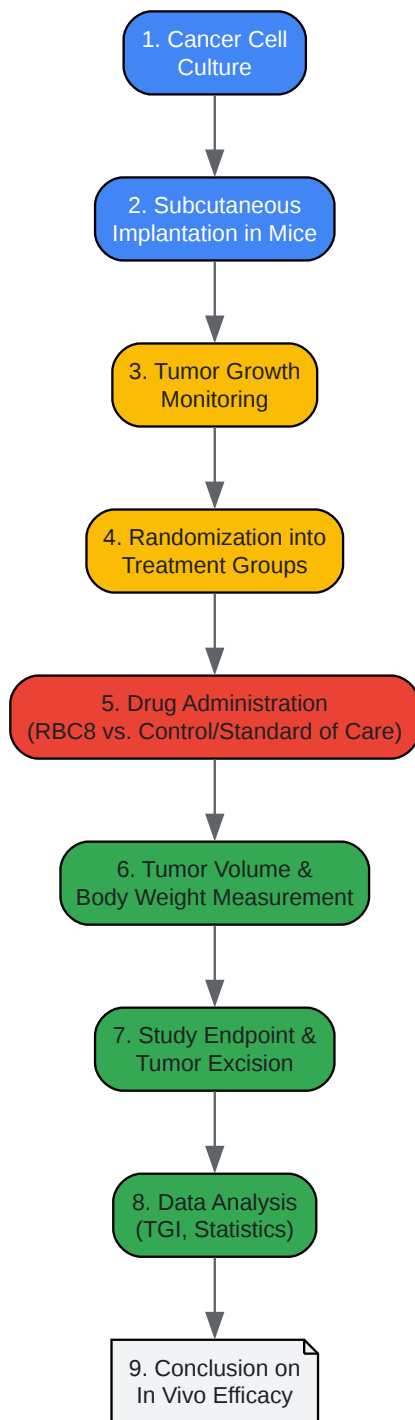 1. Cancer Cell
Culture
2. Subcutaneous
Implantation in Mice
3. Tumor Growth
Monitoring
4. Randomization into
Treatment Groups
5. Drug Administration
(RBC8 vs. Control/Standard of Care)
6. Tumor Volume &
Body Weight Measurement
7. Study Endpoint &
Tumor Excision
8. Data Analysis
(TGI, Statistics)
9. Conclusion on
In Vivo Efficacy